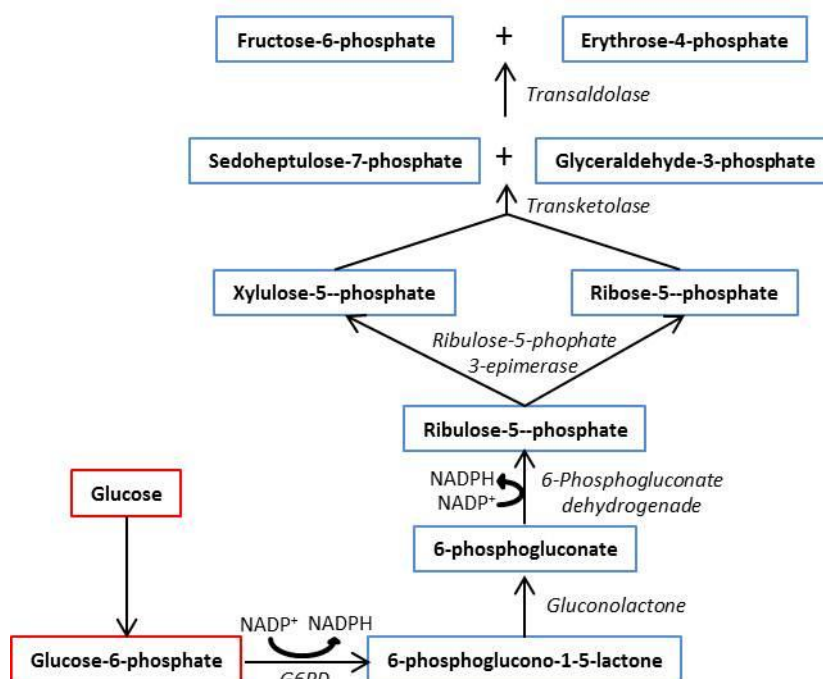 Fructose-6-phosphate + Erythrose-4-phosphate
Transaldolase
Sedoheptulose-7-phosphate + Glyceraldehyde-3-phosphate
Transketolase
Xylulose-5--phosphate Ribose-5--phosphate
Ribulose-5-phophate
3-epimerase
Ribulose-5--phosphate
NADPH 6-Phosphogluconate
NADP+ dehydrogenade
Glucose
6-phosphogluconate
Gluconolactone
NADP+ NADPH
Glucose-6-phosphate 6-phosphoglucono-1-5-lactone
G6PD